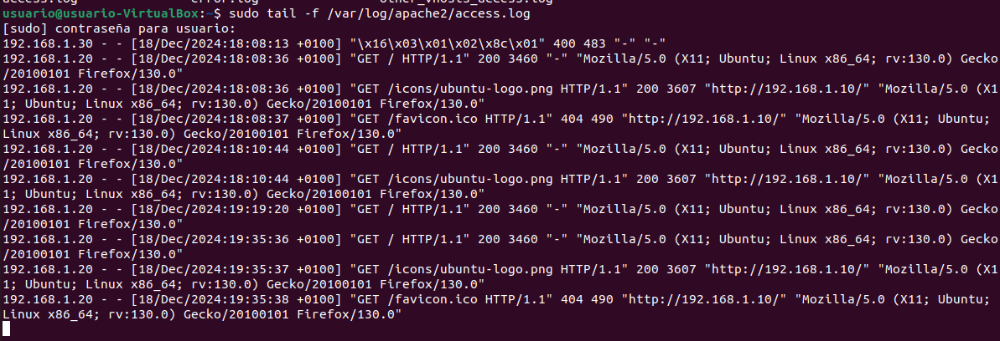 access.log error.log other_vhosts_access.log
usuario@usuario-VirtualBox:~$ sudo tail -f /var/log/apache2/access.log
[sudo] contraseña para usuario:
192.168.1.30 - - [18/Dec/2024:18:08:13 +0100] "\x16\x03\x01\x02\x8c\x01" 400 483 "-" "-"
192.168.1.20 - - [18/Dec/2024:18:08:36 +0100] "GET / HTTP/1.1" 200 3460 "-" "Mozilla/5.0 (X11; Ubuntu; Linux x86_64; rv:130.0) Gecko
/20100101 Firefox/130.0"
192.168.1.20 - - [18/Dec/2024:18:08:36 +0100] "GET /icons/ubuntu-logo.png HTTP/1.1" 200 3607 "http://192.168.1.10/" "Mozilla/5.0 (X1
1; Ubuntu; Linux x86_64; rv:130.0) Gecko/20100101 Firefox/130.0"
192.168.1.20 - - [18/Dec/2024:18:08:37 +0100] "GET /favicon.ico HTTP/1.1" 404 490 "http://192.168.1.10/" "Mozilla/5.0 (X11; Ubuntu;
Linux x86_64; rv:130.0) Gecko/20100101 Firefox/130.0"
192.168.1.20 - - [18/Dec/2024:18:10:44 +0100] "GET / HTTP/1.1" 200 3460 "-" "Mozilla/5.0 (X11; Ubuntu; Linux x86_64; rv:130.0) Gecko
/20100101 Firefox/130.0"
192.168.1.20 - - [18/Dec/2024:18:10:44 +0100] "GET /icons/ubuntu-logo.png HTTP/1.1" 200 3607 "http://192.168.1.10/" "Mozilla/5.0 (X1
1; Ubuntu; Linux x86_64; rv:130.0) Gecko/20100101 Firefox/130.0"
192.168.1.20 - - [18/Dec/2024:19:19:20 +0100] "GET / HTTP/1.1" 200 3460 "-" "Mozilla/5.0 (X11; Ubuntu; Linux x86_64; rv:130.0) Gecko
/20100101 Firefox/130.0"
192.168.1.20 - - [18/Dec/2024:19:35:36 +0100] "GET / HTTP/1.1" 200 3460 "-" "Mozilla/5.0 (X11; Ubuntu; Linux x86_64; rv:130.0) Gecko
/20100101 Firefox/130.0"
192.168.1.20 - - [18/Dec/2024:19:35:37 +0100] "GET /icons/ubuntu-logo.png HTTP/1.1" 200 3607 "http://192.168.1.10/" "Mozilla/5.0 (X1
1; Ubuntu; Linux x86_64; rv:130.0) Gecko/20100101 Firefox/130.0"
192.168.1.20 - - [18/Dec/2024:19:35:38 +0100] "GET /favicon.ico HTTP/1.1" 404 490 "http://192.168.1.10/" "Mozilla/5.0 (X11; Ubuntu;
Linux x86_64; rv:130.0) Gecko/20100101 Firefox/130.0"